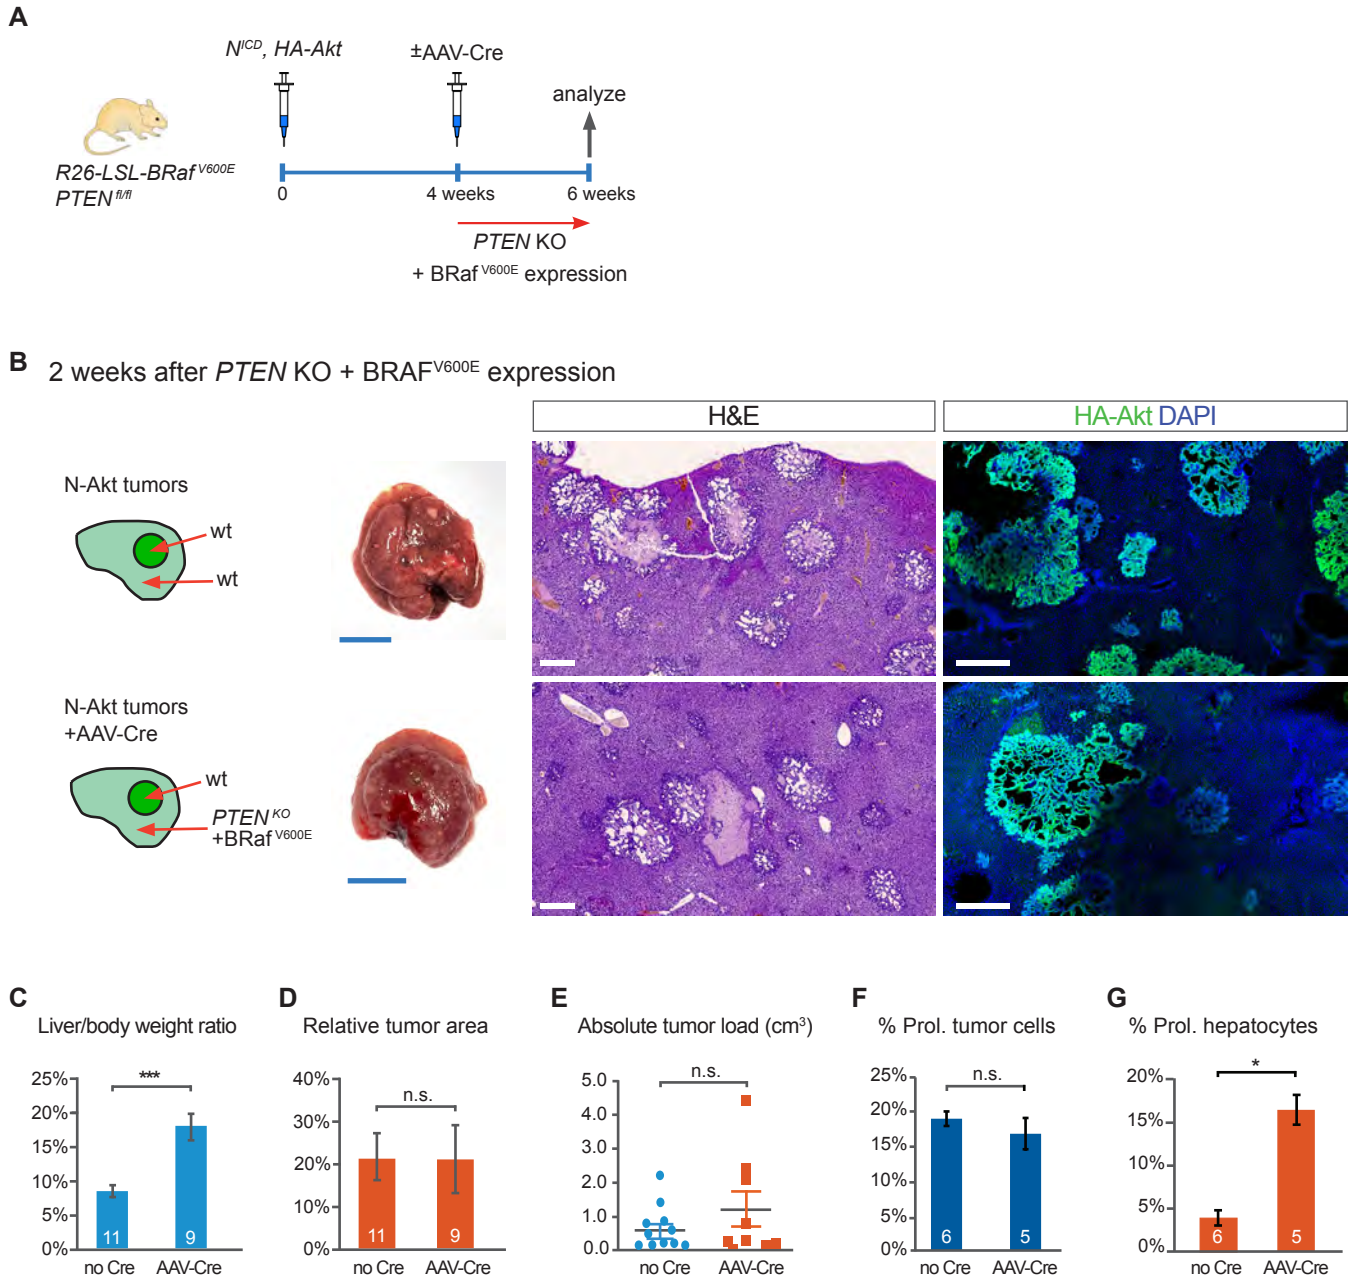 A
N^ICD, HA-Akt
±AAV-Cre
analyze
R26-LSL-BRaf^V600E
PTEN^fl/fl
0
4 weeks
6 weeks
PTEN KO
+ BRaf^V600E expression
B 2 weeks after PTEN KO + BRAF^V600E expression
H&E
HA-Akt DAPI
N-Akt tumors
wt
wt
N-Akt tumors
+AAV-Cre
wt
PTEN^KO
+BRaf^V600E
C
Liver/body weight ratio
25%
20%
15%
10%
5%
0%
***
11
9
no Cre
AAV-Cre
D
Relative tumor area
40%
30%
20%
10%
0%
n.s.
11
9
no Cre
AAV-Cre
E
Absolute tumor load (cm³)
5.0
4.0
3.0
2.0
1.0
0.0
n.s.
no Cre
AAV-Cre
F
% Prol. tumor cells
25%
20%
15%
10%
5%
0%
n.s.
6
5
no Cre
AAV-Cre
G
% Prol. hepatocytes
20%
15%
10%
5%
0%
*
6
5
no Cre
AAV-Cre